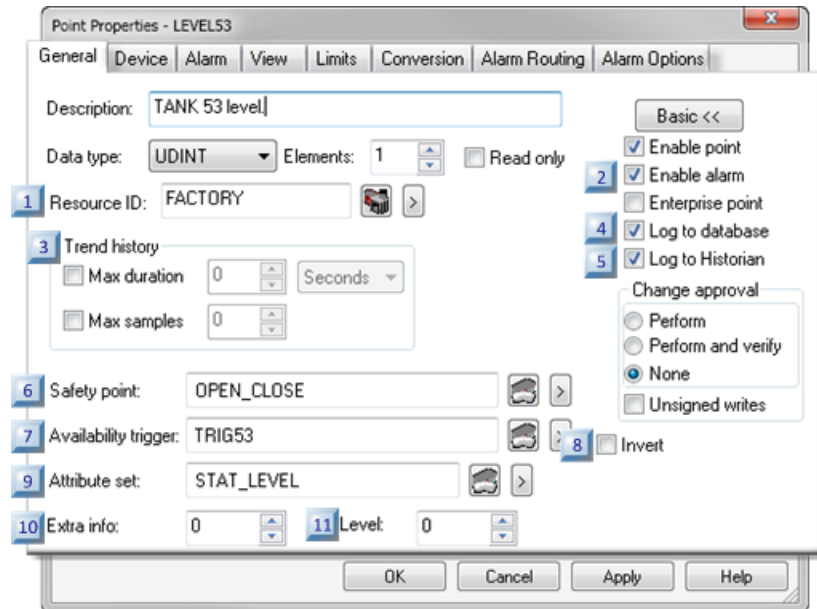 Point Properties - LEVEL53
General Device Alarm View Limits Conversion Alarm Routing Alarm Options
Description: TANK 53 level.
Basic <<
Data type: UDINT Elements: 1 Read only
Enable point
2 Enable alarm
1 Resource ID: FACTORY >
Enterprise point
4 Log to database
3 Trend history
5 Log to Historian
Max duration 0 Seconds
Change approval
Max samples 0
Perform
Perform and verify
None
6 Safety point: OPEN_CLOSE >
Unsigned writes
7 Availability trigger: TRIG53 >
8 Invert
9 Attribute set: STAT_LEVEL >
10 Extra info: 0 11 Level: 0
OK Cancel Apply Help